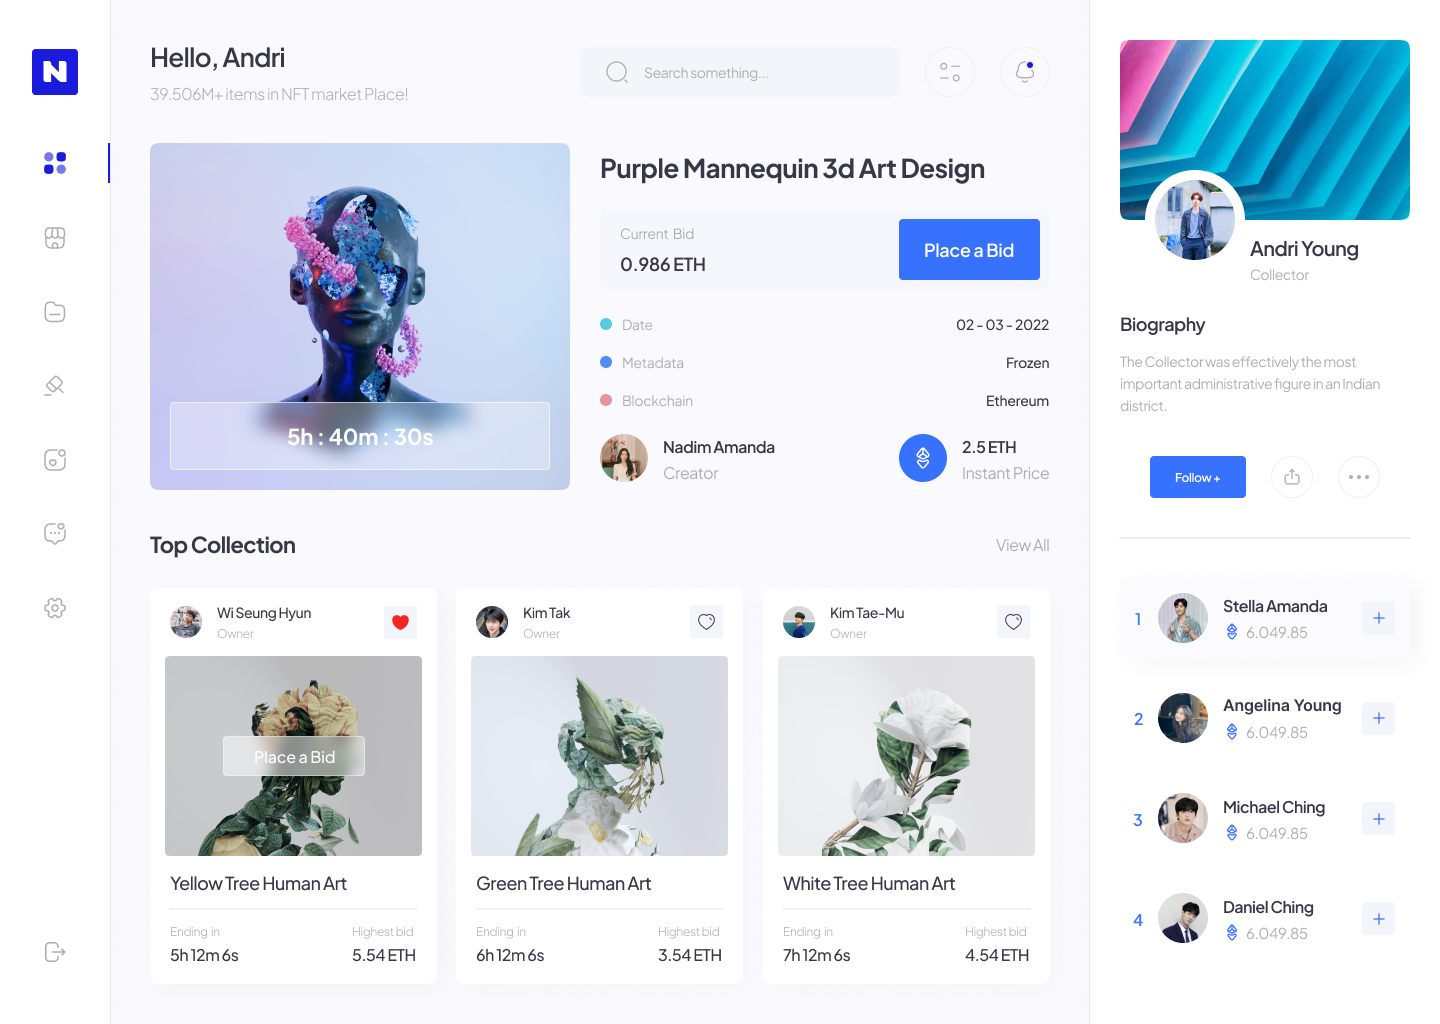 N
Hello, Andri
39.506M+ items in NFT market Place!
Search something...
5h : 40m : 30s
Purple Mannequin 3d Art Design
Current Bid
0.986 ETH
Place a Bid
Date
02 - 03 - 2022
Metadata
Frozen
Blockchain
Ethereum
Nadim Amanda
Creator
2.5 ETH
Instant Price
Top Collection
View All
Wi Seung Hyun
Owner
Place a Bid
Yellow Tree Human Art
Ending in
5h 12m 6s
Highest bid
5.54 ETH
Kim Tak
Owner
Green Tree Human Art
Ending in
6h 12m 6s
Highest bid
3.54 ETH
Kim Tae-Mu
Owner
White Tree Human Art
Ending in
7h 12m 6s
Highest bid
4.54 ETH
Andri Young
Collector
Biography
The Collector was effectively the most
important administrative figure in an Indian
district.
Follow +
1
Stella Amanda
6.049.85
2
Angelina Young
6.049.85
3
Michael Ching
6.049.85
4
Daniel Ching
6.049.85